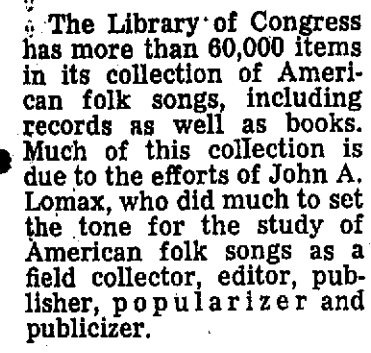 The Library of Congress
has more than 60,000 items
in its collection of Ameri-
can folk songs, including
records as well as books.
Much of this collection is
due to the efforts of John A.
Lomax, who did much to set
the tone for the study of
American folk songs as a
field collector, editor, pub-
lisher, popularizer and
publicizer.